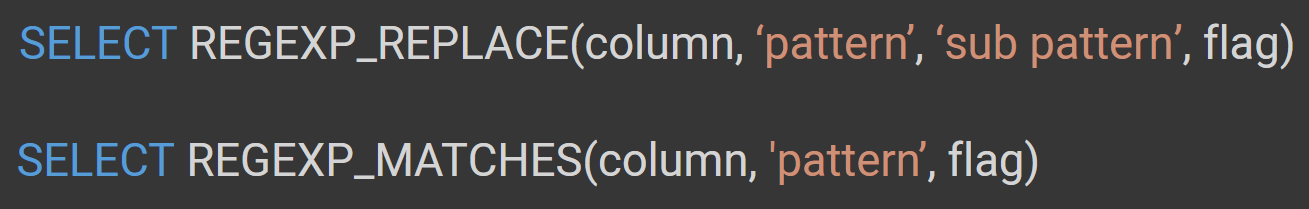 SELECT REGEXP_REPLACE(column, ‘pattern’, ‘sub pattern’, flag)
SELECT REGEXP_MATCHES(column, 'pattern’, flag)